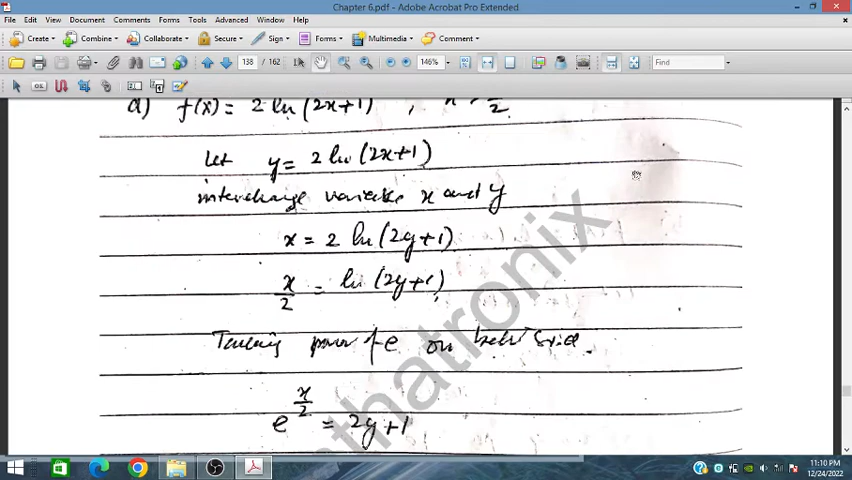 Chapter 6.pdf - Adobe Acrobat Pro Extended
File Edit View Document Comments Forms Tools Advanced Window Help
Create Combine Collaborate Secure Sign Forms Multimedia Comment
138 / 162 146% Find
a) f(x) = 2 ln (2x+1) , x > 1/2
Let y = 2 ln (2x+1)
interchange variable x and y
x = 2 ln (2y+1)
x/2 = ln (2y+1)
Taking power of e on both side.
e^(x/2) = 2y+1
mathatronix
11:10 PM
12/24/2022